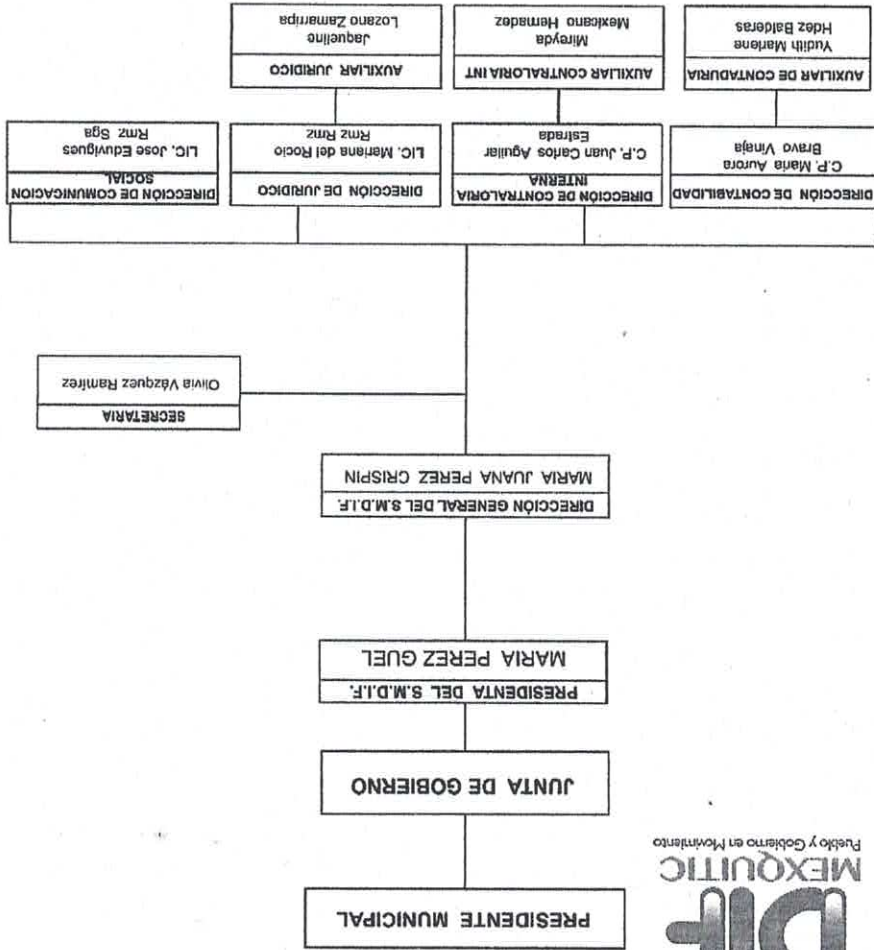 DIF
MEXQUITIC
Pueblo y Gobierno en Movimiento
PRESIDENTE MUNICIPAL
JUNTA DE GOBIERNO
PRESIDENTA DEL S.M.D.I.F.
MARIA PEREZ GUEL
DIRECCIÓN GENERAL DEL S.M.D.I.F.
MARIA JUANA PEREZ CRISPIN
SECRETARIA
Olivia Vázquez Ramírez
DIRECCIÓN DE CONTABILIDAD
C.P. Maria Aurora
Bravo Vinaja
AUXILIAR DE CONTADURIA
Yudith Marlene
Hdez Balderas
DIRECCIÓN DE CONTRALORIA
INTERNA
C.P. Juan Carlos Aguilar
Estrada
AUXILIAR CONTRALORIA INT
Mireyda
Mexicano Hernadez
DIRECCIÓN DE JURIDICO
LIC. Mariana del Rocio
Rmz Rmz
AUXILIAR JURIDICO
Jaqueline
Lozano Zamarripa
DIRECCIÓN DE COMUNICACION
SOCIAL
LIC. Jose Eduvigues
Rmz Sga